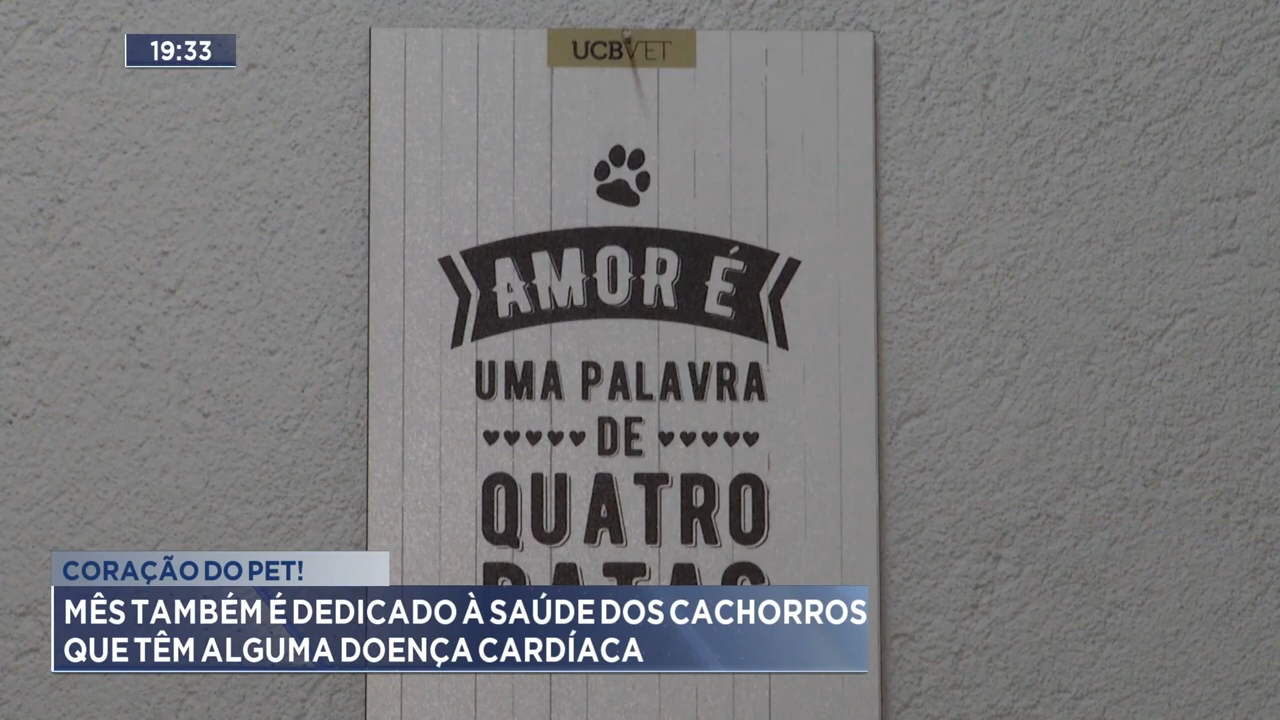 19:33
UCBVET
AMOR É
UMA PALAVRA
DE
QUATRO
PATAS
CORAÇÃO DO PET!
MÊS TAMBÉM É DEDICADO À SAÚDE DOS CACHORROS
QUE TÊM ALGUMA DOENÇA CARDÍACA